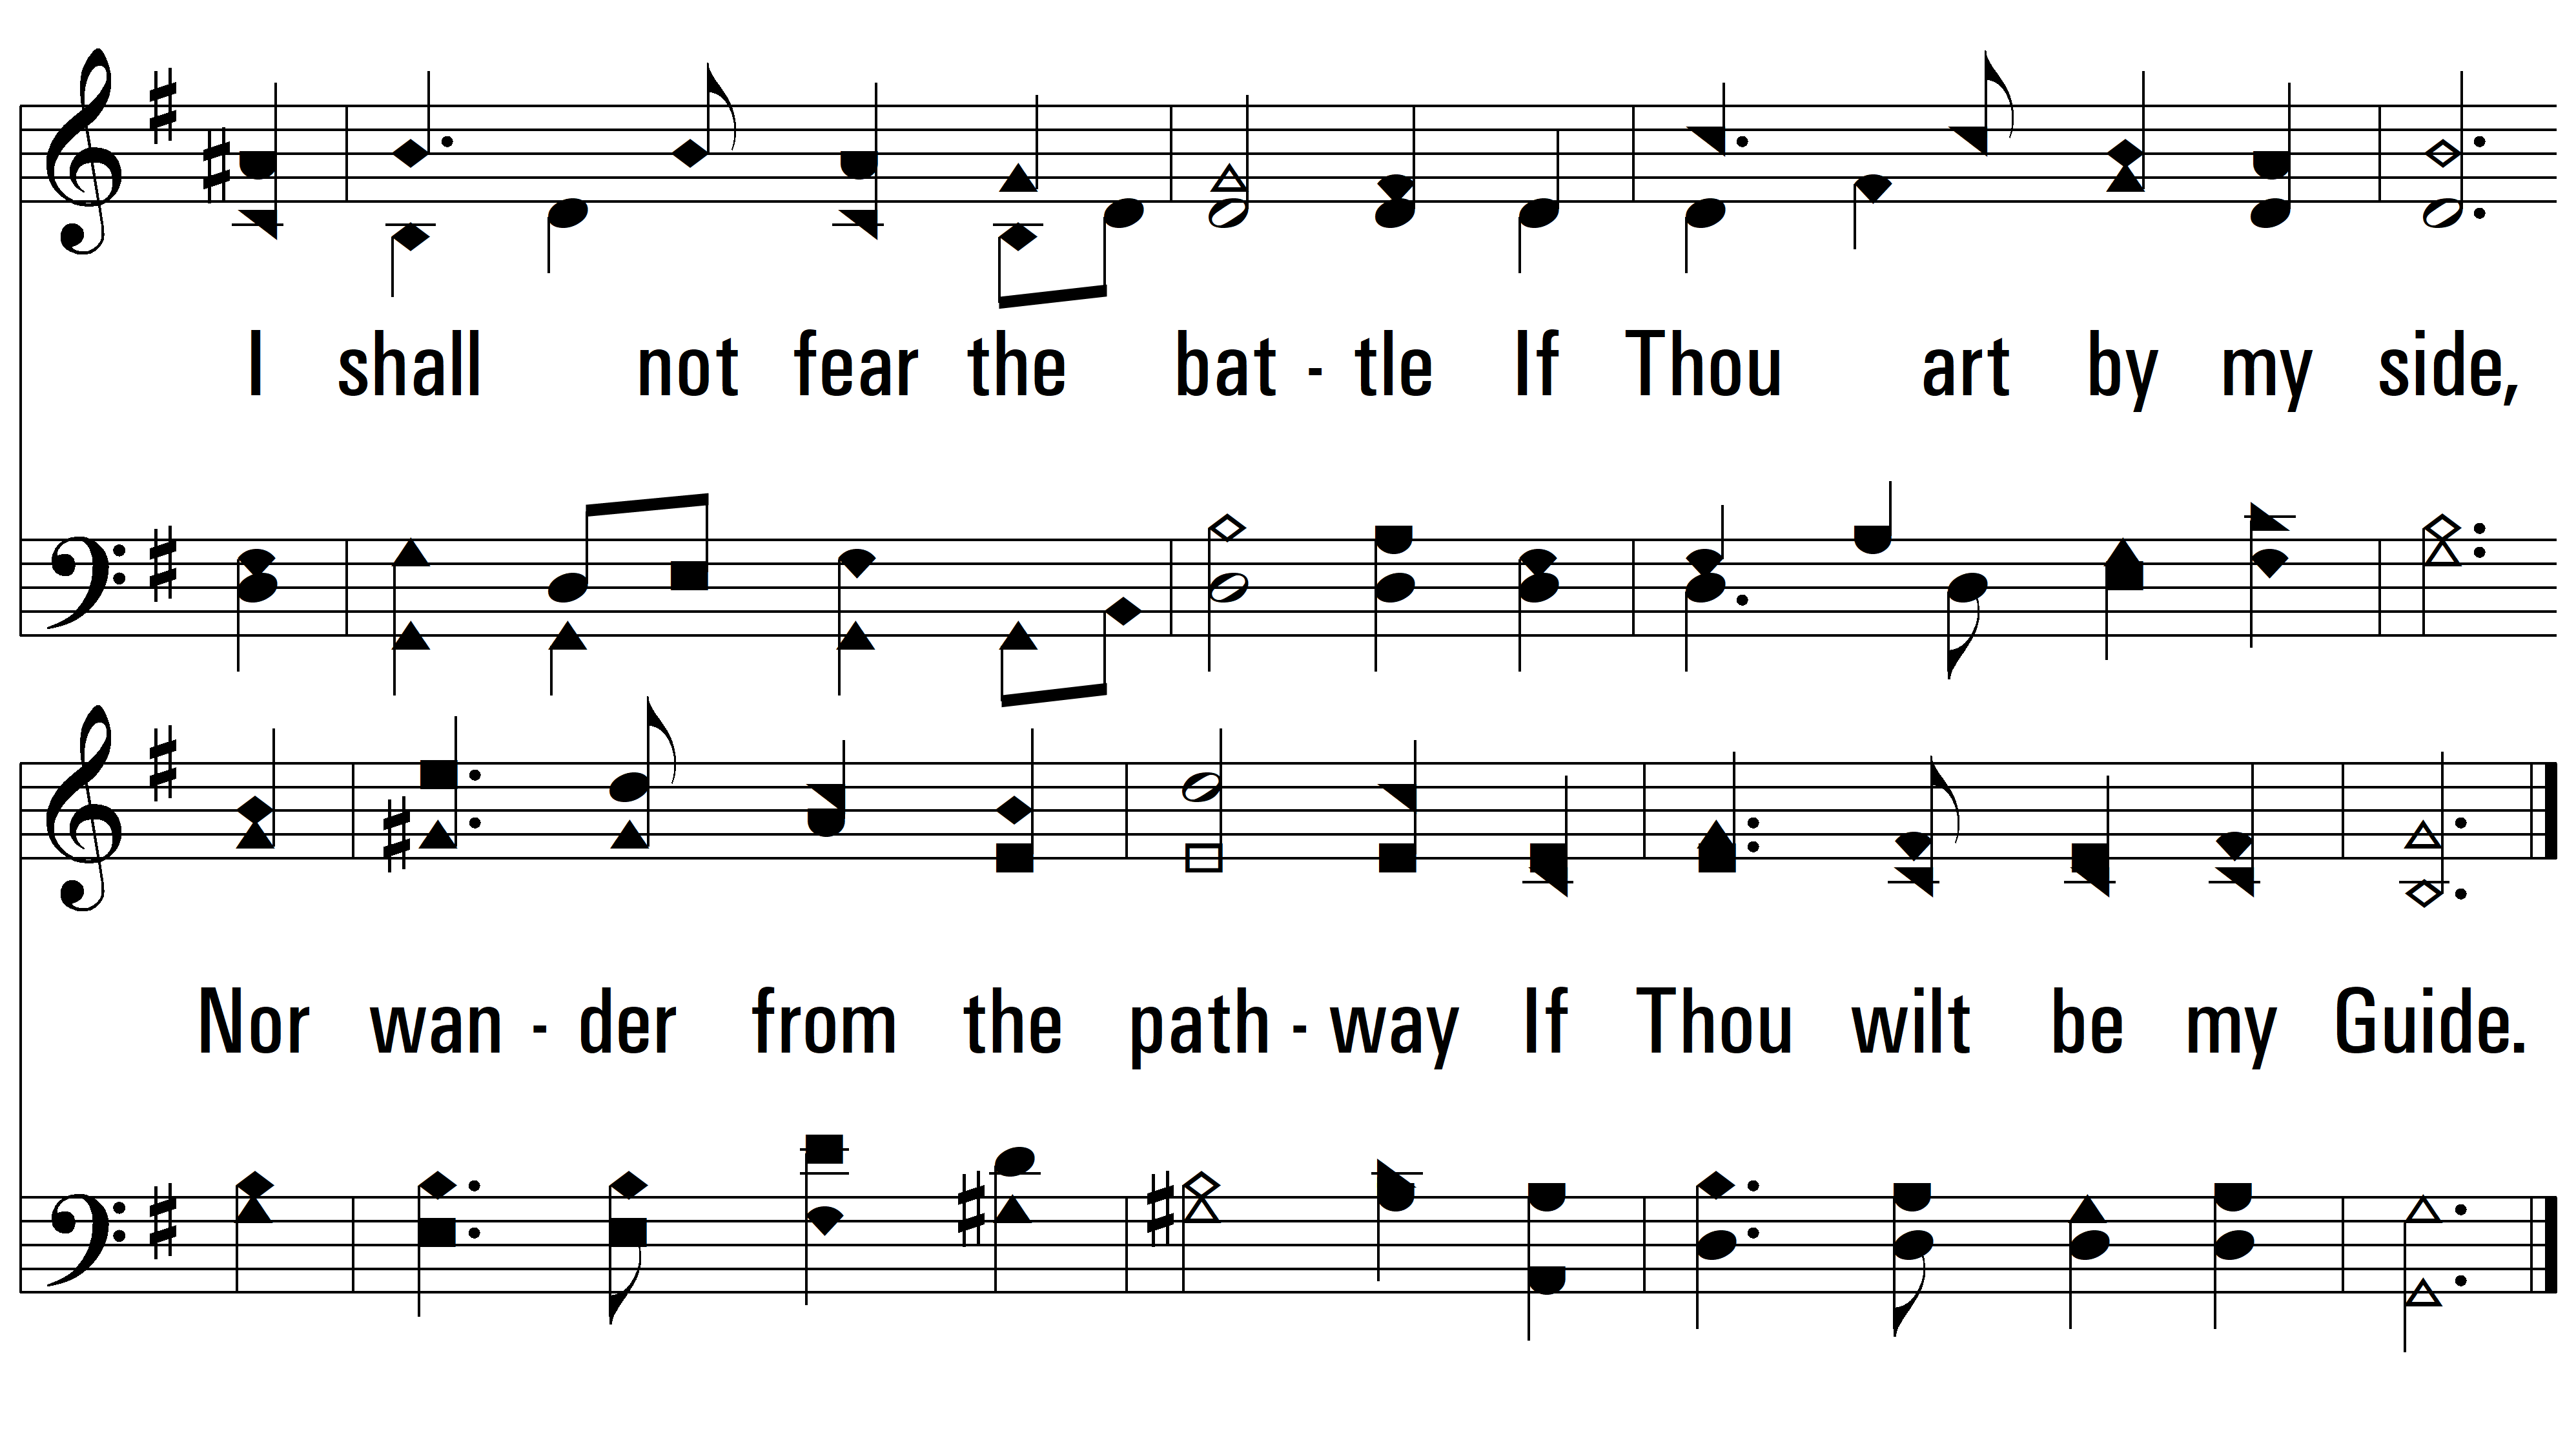 I shall not fear the bat - tle If Thou art by my side,
Nor wan - der from the path - way If Thou wilt be my Guide.